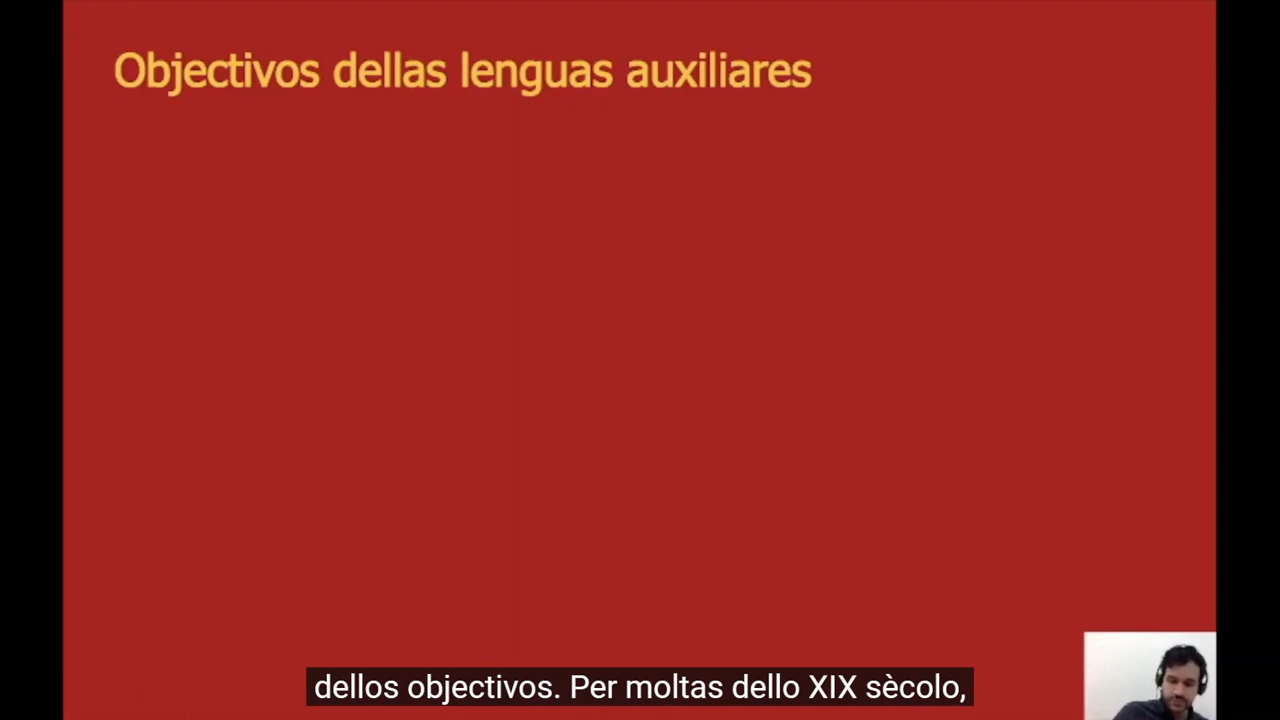 Objectivos dellas lenguas auxiliares
dellos objectivos. Per moltas dello XIX sècolo,